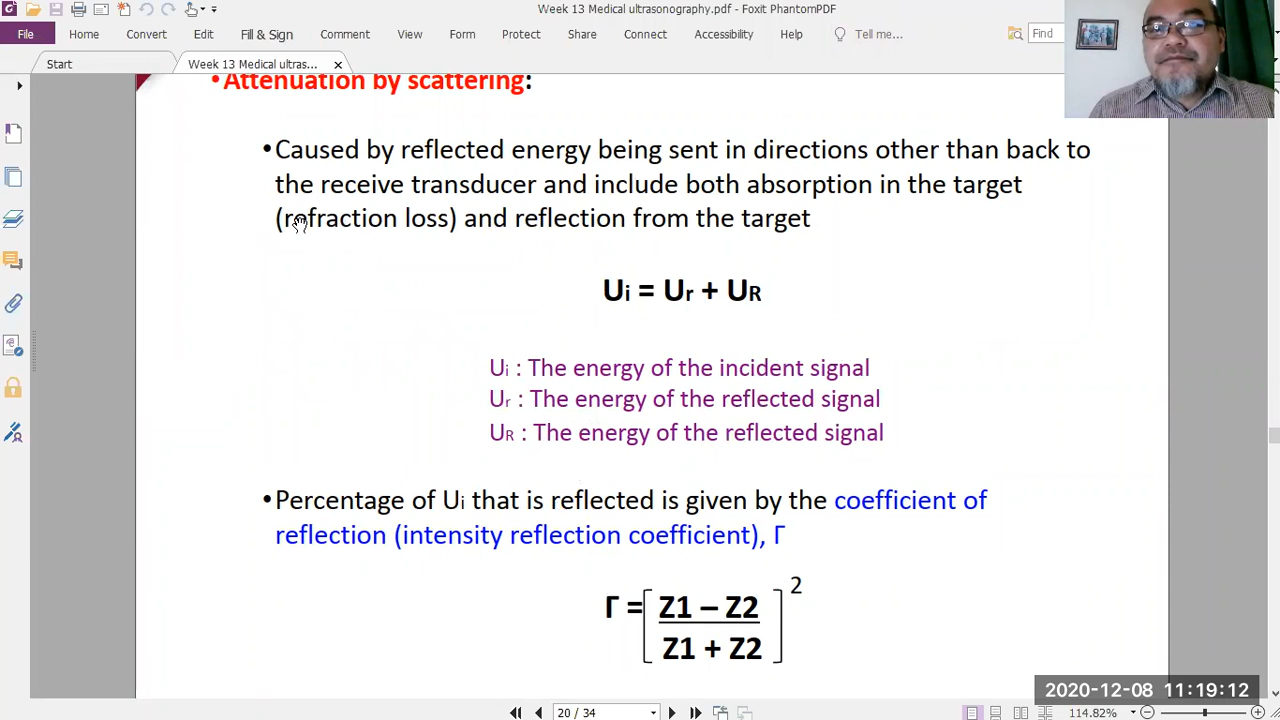 Week 13 Medical ultrasonography.pdf - Foxit PhantomPDF
File Home Convert Edit Fill & Sign Comment View Form Protect Share Connect Accessibility Help Tell me... Find
Start Week 13 Medical ultras... ×
•Attenuation by scattering:
•Caused by reflected energy being sent in directions other than back to
the receive transducer and include both absorption in the target
(refraction loss) and reflection from the target
Ui = Ur + UR
Ui : The energy of the incident signal
Ur : The energy of the reflected signal
UR : The energy of the reflected signal
•Percentage of Ui that is reflected is given by the coefficient of
reflection (intensity reflection coefficient), Γ
2
Γ = Z1 – Z2
Z1 + Z2
2020-12-08 11:19:12
20 / 34 114.82%